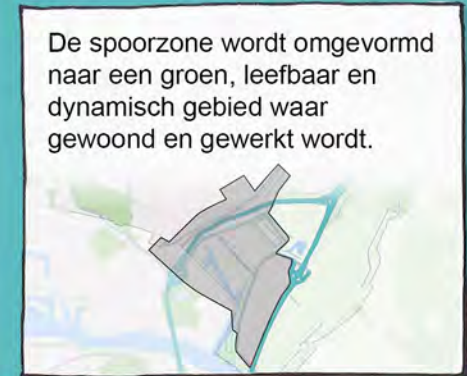 De spoorzone wordt omgevormd
naar een groen, leefbaar en
dynamisch gebied waar
gewoond en gewerkt wordt.